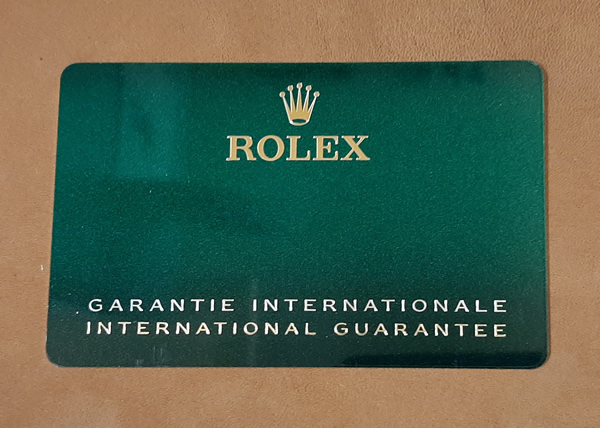 ROLEX
GARANTIE INTERNATIONALE
INTERNATIONAL GUARANTEE